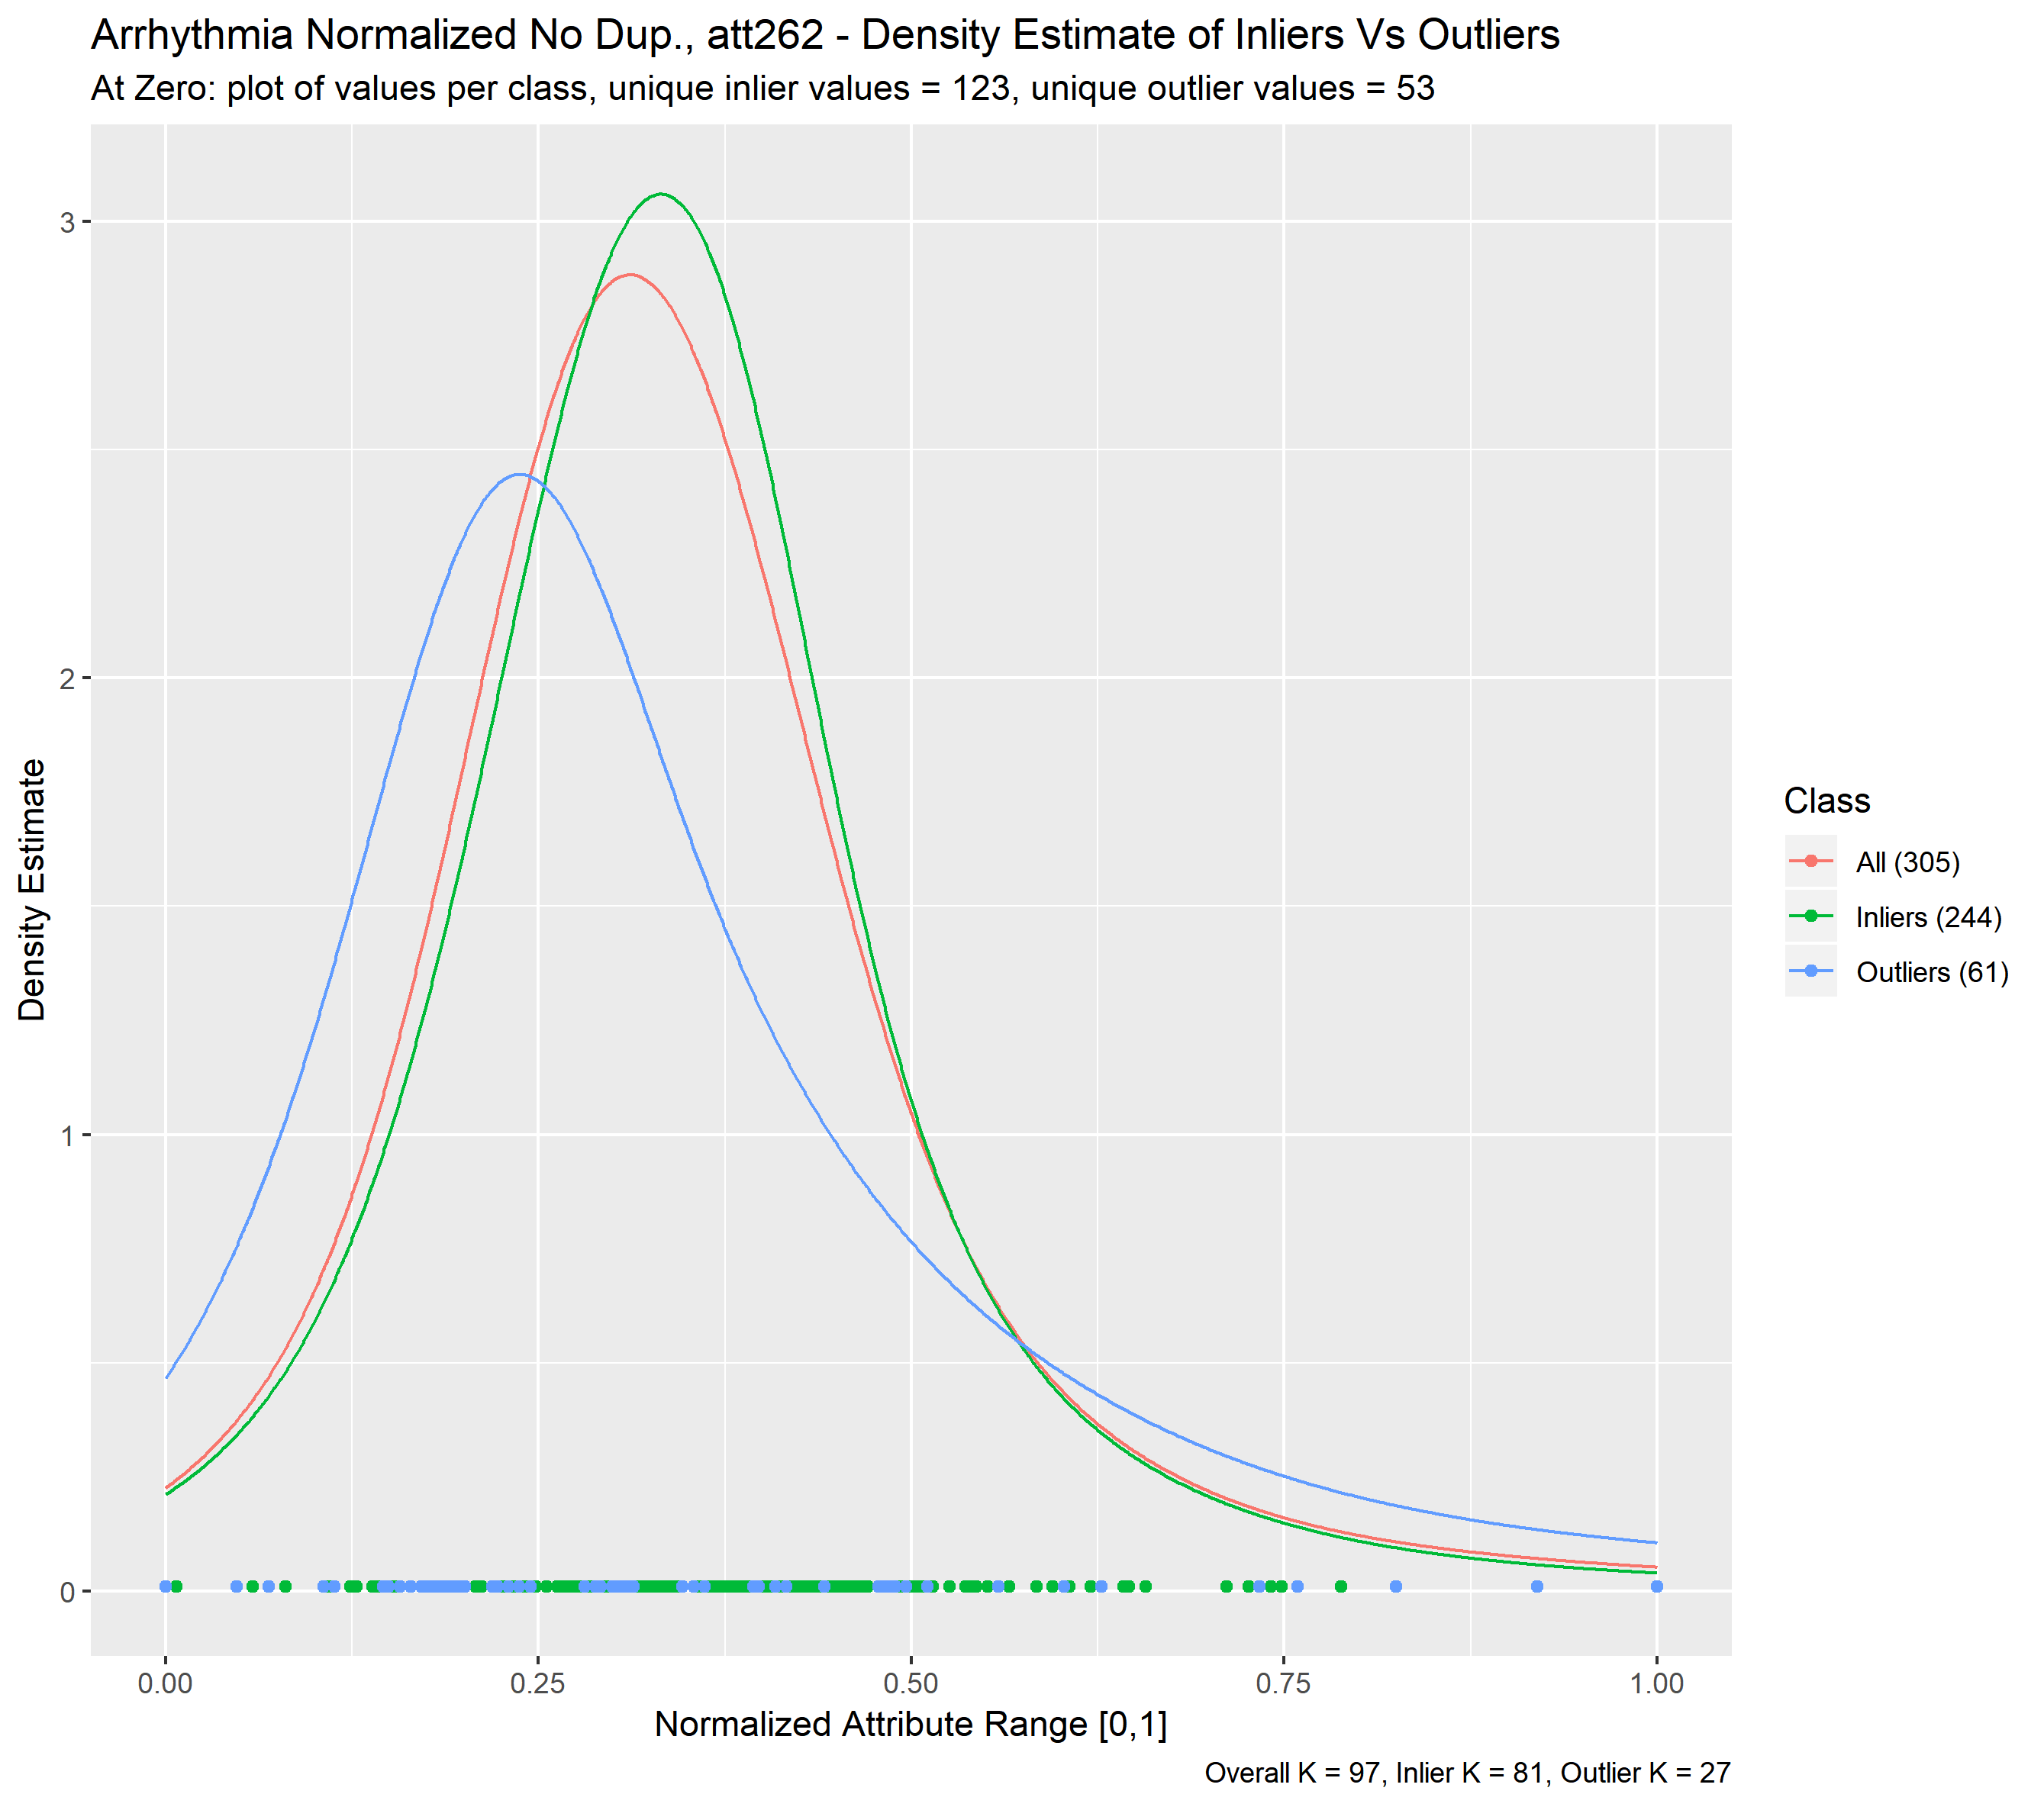 Arrhythmia Normalized No Dup., att262 - Density Estimate of Inliers Vs Outliers
At Zero: plot of values per class, unique inlier values = 123, unique outlier values = 53
3
2
1
0
Density Estimate
0.00
0.25
0.50
0.75
1.00
Normalized Attribute Range [0,1]
Class
All (305)
Inliers (244)
Outliers (61)
Overall K = 97, Inlier K = 81, Outlier K = 27